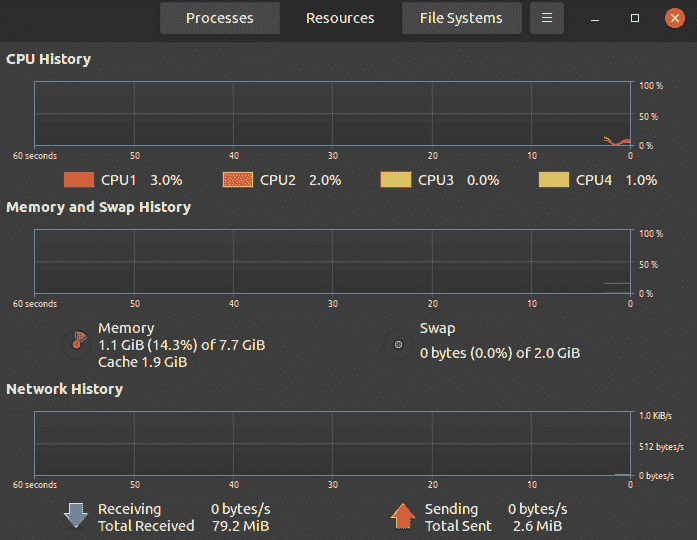 Processes Resources File Systems
CPU History
100 %
50 %
0 %
60 seconds 50 40 30 20 10 0
CPU1 3.0% CPU2 2.0% CPU3 0.0% CPU4 1.0%
Memory and Swap History
100 %
50 %
0 %
60 seconds 50 40 30 20 10 0
Memory
1.1 GiB (14.3%) of 7.7 GiB
Cache 1.9 GiB
Swap
0 bytes (0.0%) of 2.0 GiB
Network History
1.0 KiB/s
512 bytes/s
0 bytes/s
60 seconds 50 40 30 20 10 0
Receiving 0 bytes/s
Total Received 79.2 MiB
Sending 0 bytes/s
Total Sent 2.6 MiB